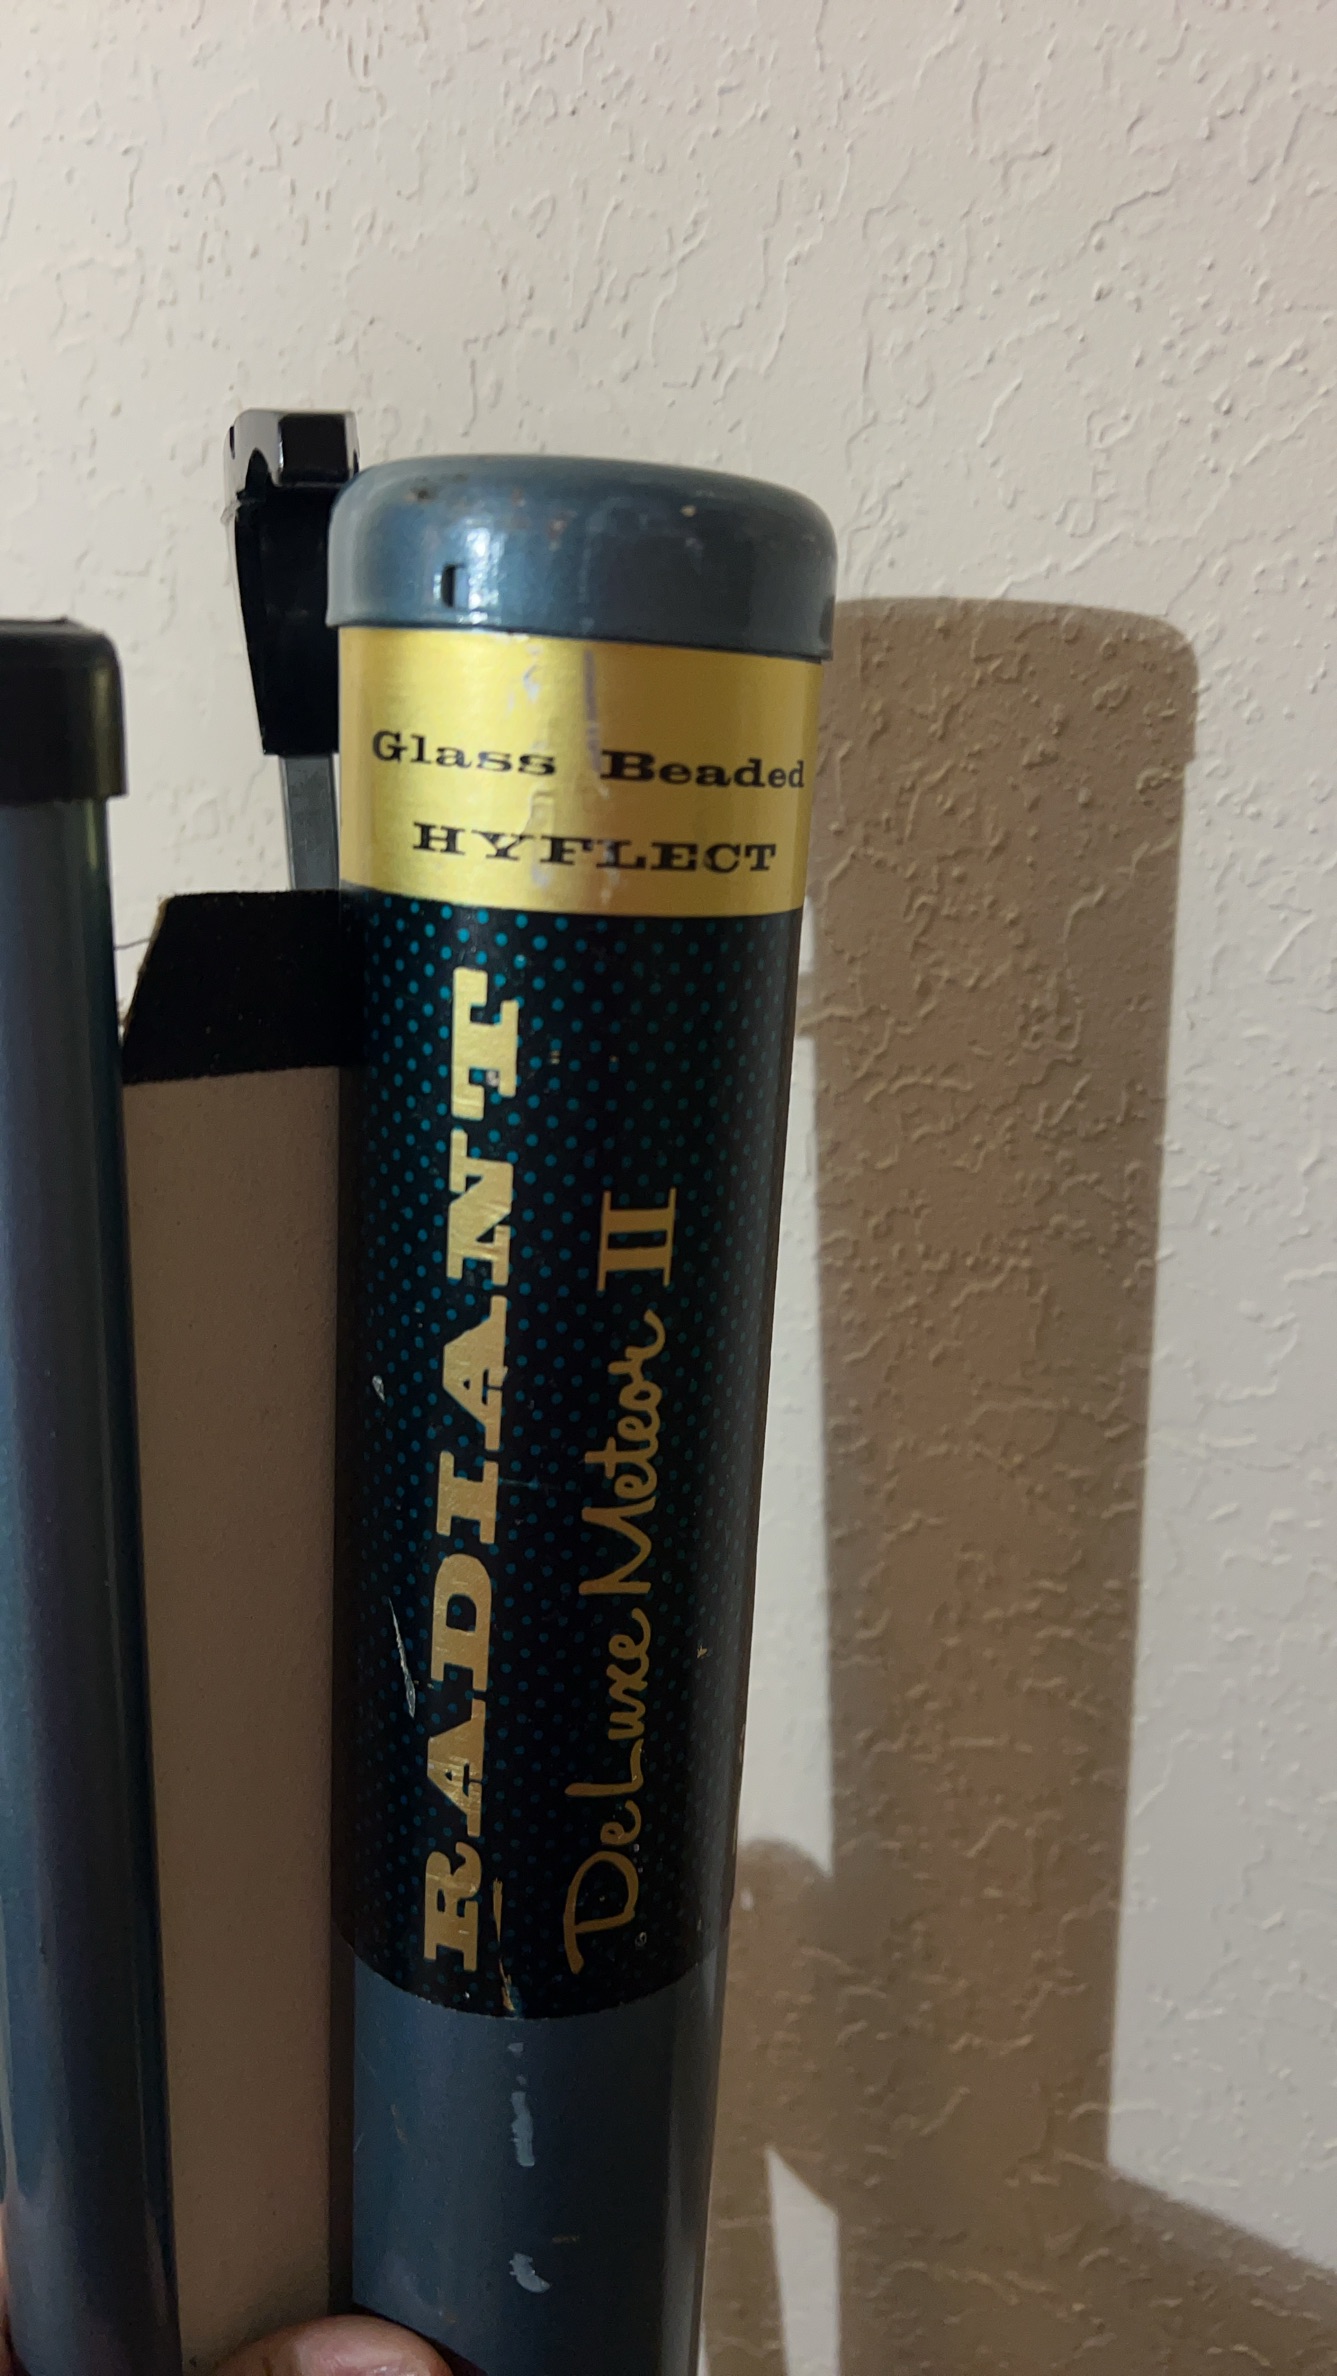 Glass Beaded
HYFLECT
RADIANT
DeLuxe Meteor II